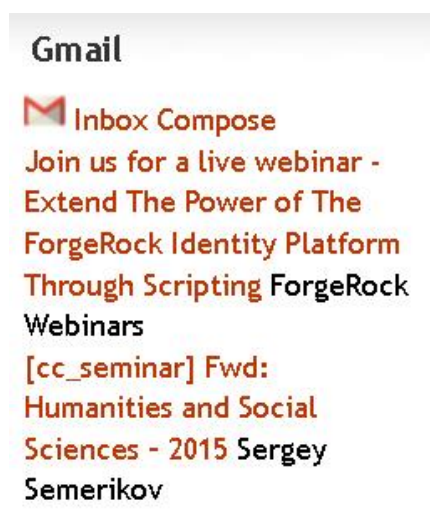 Gmail
Inbox Compose
Join us for a live webinar -
Extend The Power of The
ForgeRock Identity Platform
Through Scripting ForgeRock
Webinars
[cc_seminar] Fwd:
Humanities and Social
Sciences - 2015 Sergey
Semerikov